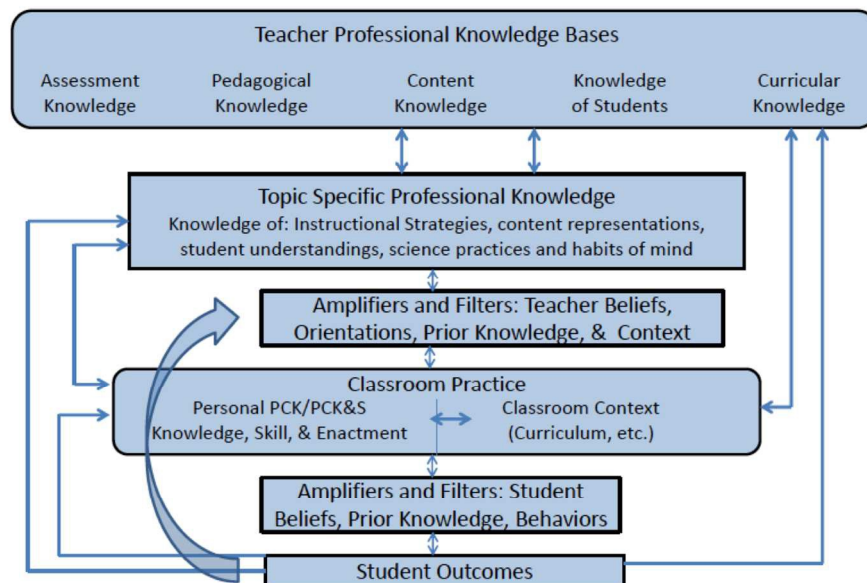 Teacher Professional Knowledge Bases
Assessment
Knowledge
Pedagogical
Knowledge
Content
Knowledge
Knowledge
of Students
Curricular
Knowledge
Topic Specific Professional Knowledge
Knowledge of: Instructional Strategies, content representations,
student understandings, science practices and habits of mind
Amplifiers and Filters: Teacher Beliefs,
Orientations, Prior Knowledge, & Context
Classroom Practice
Personal PCK/PCK&S
Knowledge, Skill, & Enactment
Classroom Context
(Curriculum, etc.)
Amplifiers and Filters: Student
Beliefs, Prior Knowledge, Behaviors
Student Outcomes